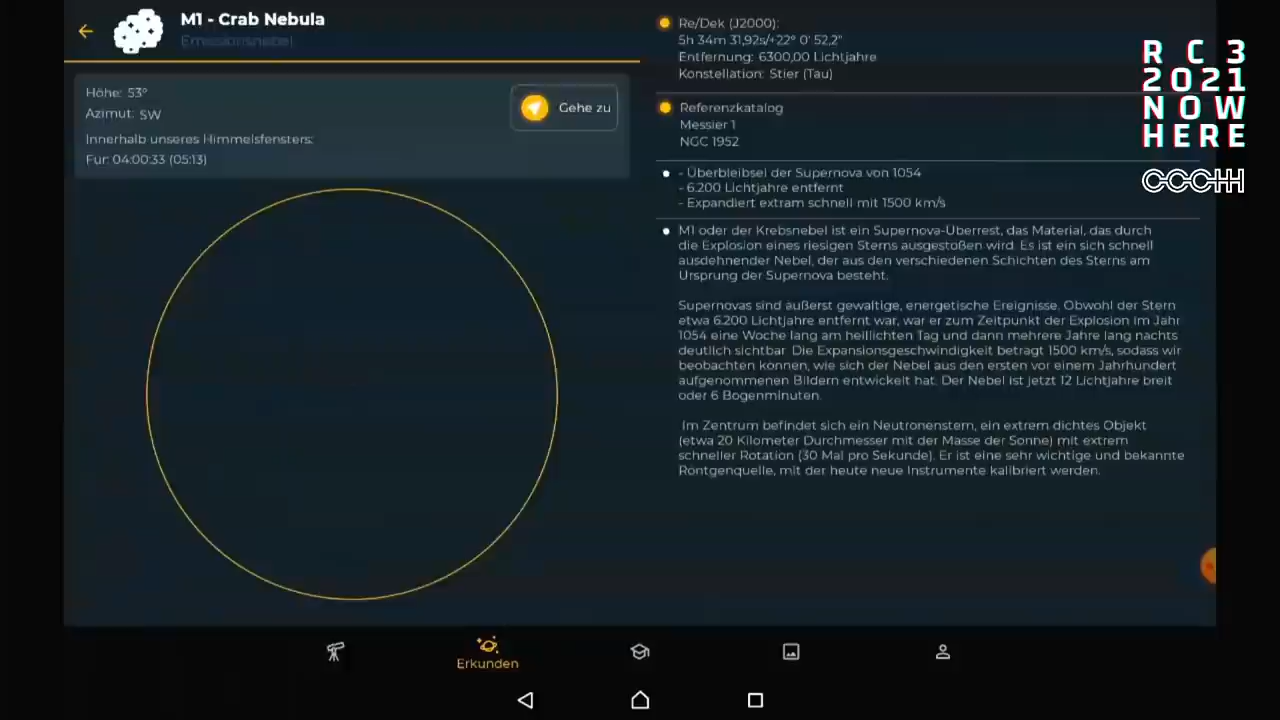 M1 - Crab Nebula
Emissionsnebel
Höhe: 53°
Azimut: SW
Innerhalb unseres Himmelsfensters:
Für: 04:00:33 (05:13)
Gehe zu
Re/Dek (J2000):
5h 34m 31,92s/+22° 0' 52,2"
Entfernung: 6300,00 Lichtjahre
Konstellation: Stier (Tau)
Referenzkatalog
Messier 1
NGC 1952
- Überbleibsel der Supernova von 1054
- 6.200 Lichtjahre entfernt
- Expandiert extram schnell mit 1500 km/s
M1 oder der Krebsnebel ist ein Supernova-Überrest, das Material, das durch
die Explosion eines riesigen Sterns ausgestoßen wird. Es ist ein sich schnell
ausdehnender Nebel, der aus den verschiedenen Schichten des Sterns am
Ursprung der Supernova besteht.
Supernovas sind äußerst gewaltige, energetische Ereignisse. Obwohl der Stern
etwa 6.200 Lichtjahre entfernt war, war er zum Zeitpunkt der Explosion im Jahr
1054 eine Woche lang am helllichten Tag und dann mehrere Jahre lang nachts
deutlich sichtbar. Die Expansionsgeschwindigkeit beträgt 1500 km/s, sodass wir
beobachten können, wie sich der Nebel aus den ersten vor einem Jahrhundert
aufgenommenen Bildern entwickelt hat. Der Nebel ist jetzt 12 Lichtjahre breit
oder 6 Bogenminuten.
Im Zentrum befindet sich ein Neutronenstern, ein extrem dichtes Objekt
(etwa 20 Kilometer Durchmesser mit der Masse der Sonne) mit extrem
schneller Rotation (30 Mal pro Sekunde). Er ist eine sehr wichtige und bekannte
Röntgenquelle, mit der heute neue Instrumente kalibriert werden.
RC3
2021
NOW
HERE
CCCHH
Erkunden